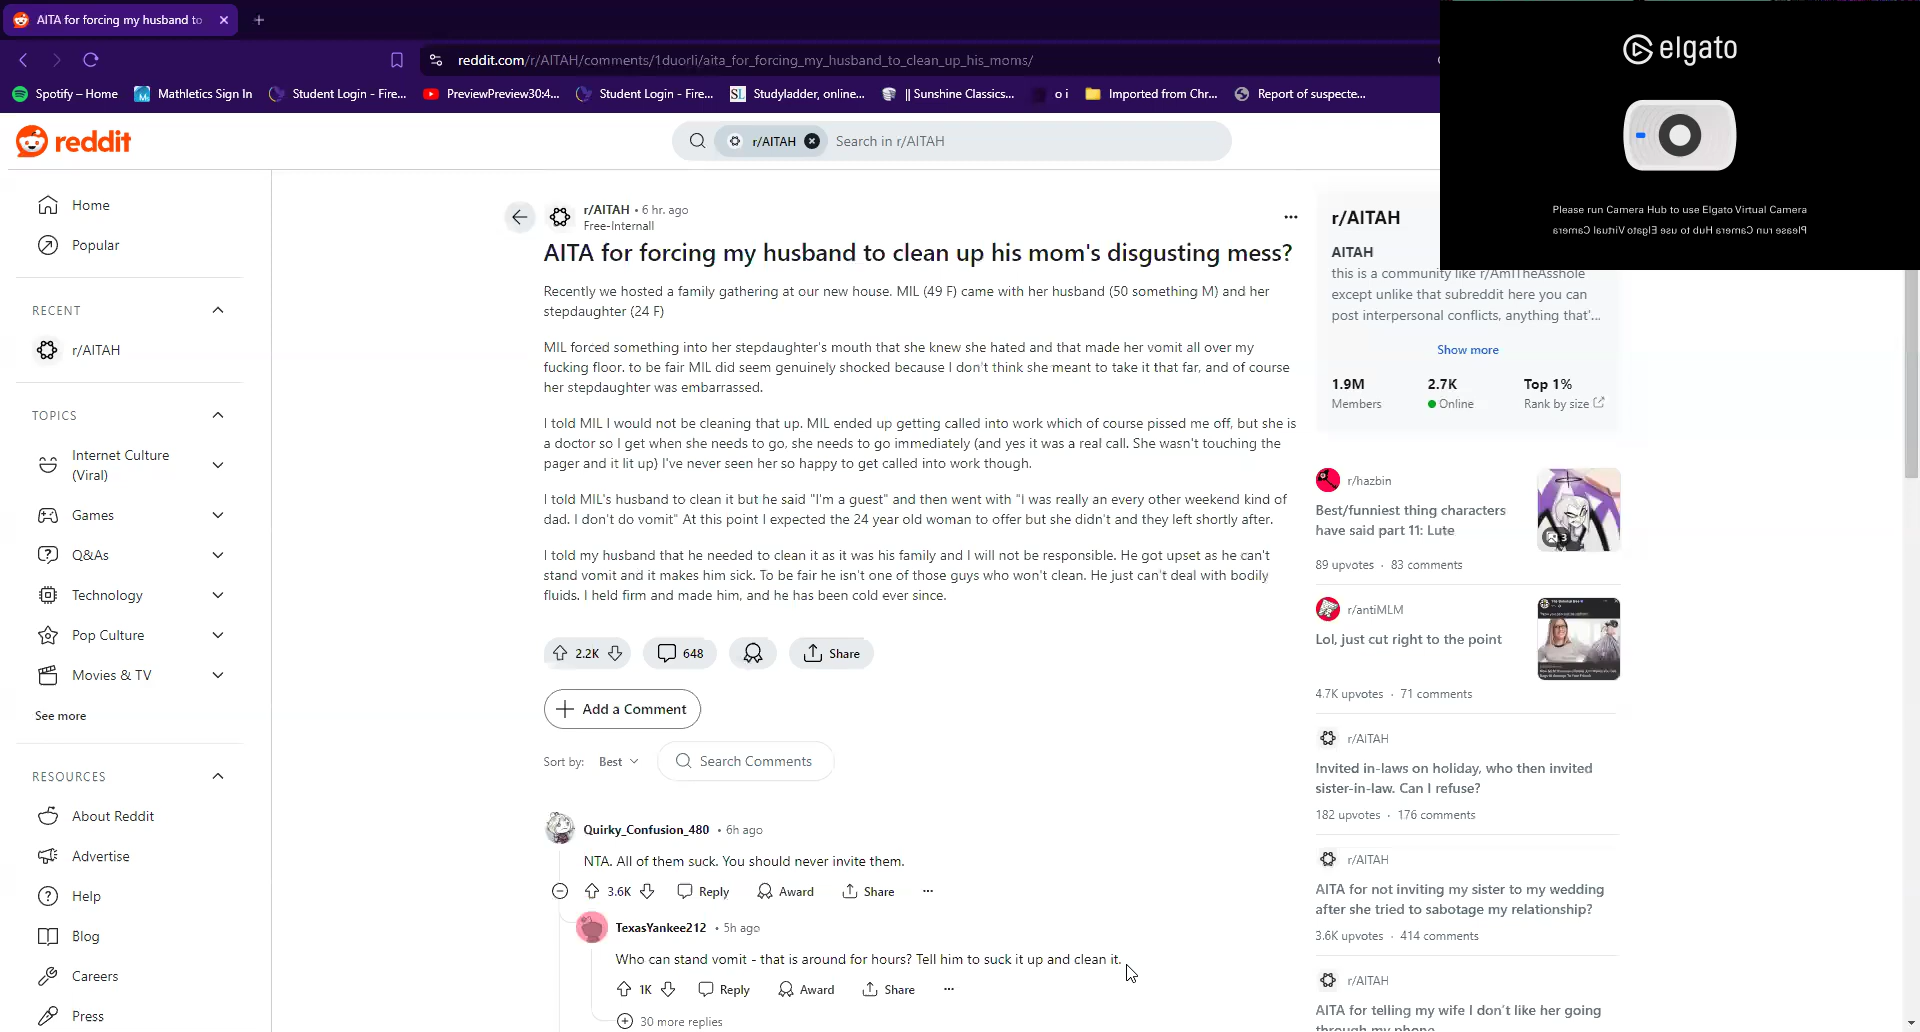 AITA for forcing my husband to
reddit.com/r/AITAH/comments/1duorli/aita_for_forcing_my_husband_to_clean_up_his_moms/
Spotify – Home
Mathletics Sign In
Student Login - Fire...
PreviewPreview30:4...
Student Login - Fire...
Studyladder, online...
|| Sunshine Classics...
o i
Imported from Chr...
Report of suspecte...
elgato
Please run Camera Hub to use Elgato Virtual Camera
Please run Camera Hub to use Elgato Virtual Camera
reddit
r/AITAH
Search in r/AITAH
Home
Popular
RECENT
r/AITAH
TOPICS
Internet Culture
(Viral)
Games
Q&As
Technology
Pop Culture
Movies & TV
See more
RESOURCES
About Reddit
Advertise
Help
Blog
Careers
Press
r/AITAH • 6 hr. ago
Free-Internall
AITA for forcing my husband to clean up his mom's disgusting mess?
Recently we hosted a family gathering at our new house. MIL (49 F) came with her husband (50 something M) and her
stepdaughter (24 F)
MIL forced something into her stepdaughter's mouth that she knew she hated and that made her vomit all over my
fucking floor. to be fair MIL did seem genuinely shocked because I don't think she meant to take it that far, and of course
her stepdaughter was embarrassed.
I told MIL I would not be cleaning that up. MIL ended up getting called into work which of course pissed me off, but she is
a doctor so I get when she needs to go, she needs to go immediately (and yes it was a real call. She wasn't touching the
pager and it lit up) I've never seen her so happy to get called into work though.
I told MIL's husband to clean it but he said "I'm a guest" and then went with "I was really an every other weekend kind of
dad. I don't do vomit" At this point I expected the 24 year old woman to offer but she didn't and they left shortly after.
I told my husband that he needed to clean it as it was his family and I will not be responsible. He got upset as he can't
stand vomit and it makes him sick. To be fair he isn't one of those guys who won't clean. He just can't deal with bodily
fluids. I held firm and made him, and he has been cold ever since.
2.2K
648
Share
Add a Comment
Sort by: Best
Search Comments
Quirky_Confusion_480 • 6h ago
NTA. All of them suck. You should never invite them.
3.6K
Reply
Award
Share
TexasYankee212 • 5h ago
Who can stand vomit - that is around for hours? Tell him to suck it up and clean it.
1K
Reply
Award
Share
30 more replies
r/AITAH
AITAH
this is a community like r/AmITheAsshole
except unlike that subreddit here you can
post interpersonal conflicts, anything that'...
Show more
1.9M
Members
2.7K
Online
Top 1%
Rank by size
r/hazbin
Best/funniest thing characters
have said part 11: Lute
3
89 upvotes · 83 comments
r/antiMLM
Lol, just cut right to the point
4.7K upvotes · 71 comments
r/AITAH
Invited in-laws on holiday, who then invited
sister-in-law. Can I refuse?
182 upvotes · 176 comments
r/AITAH
AITA for not inviting my sister to my wedding
after she tried to sabotage my relationship?
3.6K upvotes · 414 comments
r/AITAH
AITA for telling my wife I don't like her going
through my phone